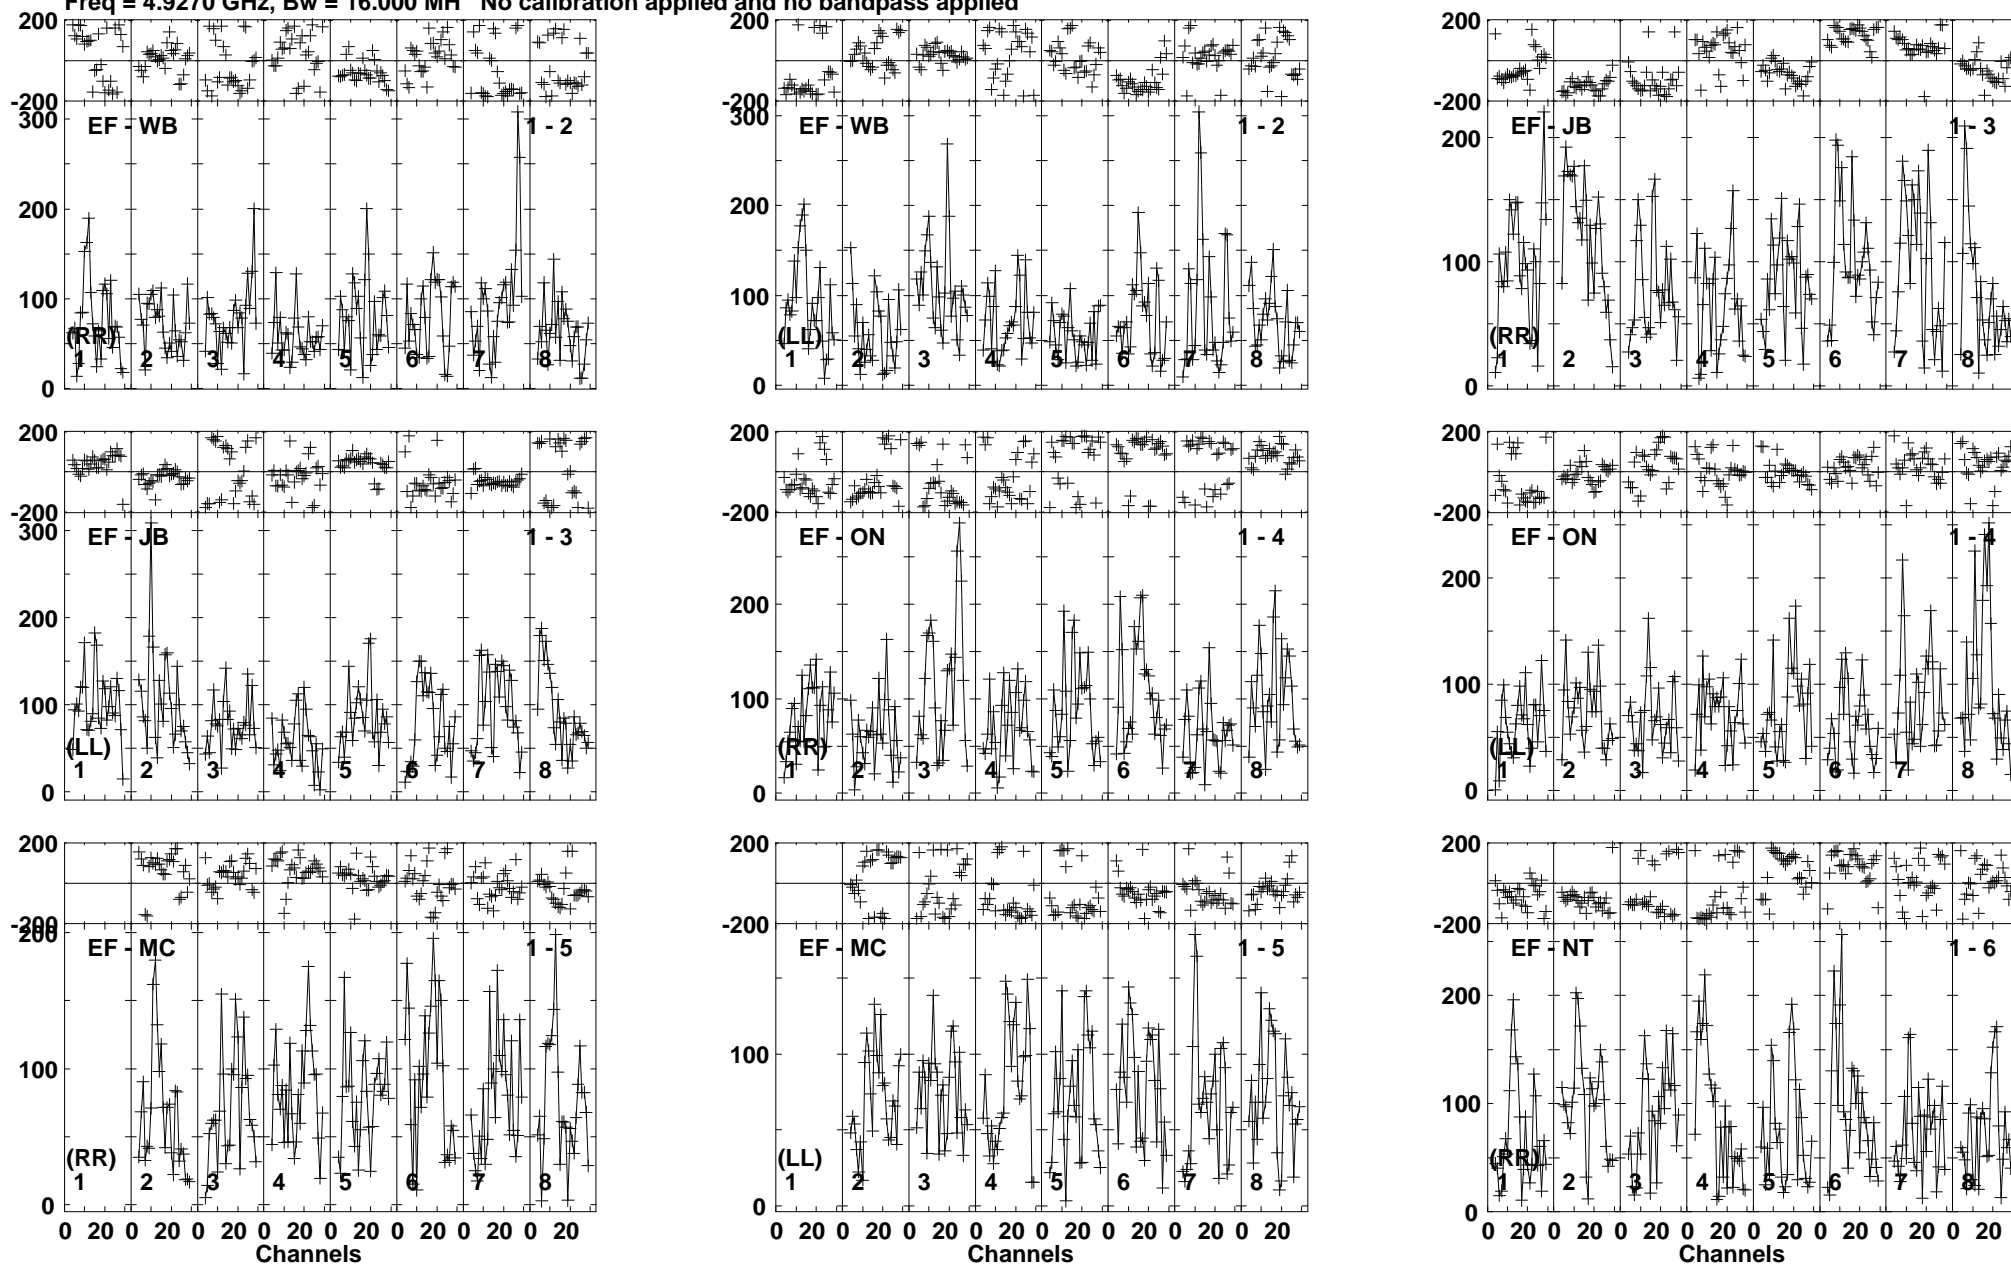 Freq = 4.9270 GHz, Bw = 16.000 MH No calibration applied and no bandpass applied
200 200 200
-200 -200 -200
300 EF - WB 1 - 2 300 EF - WB 1 - 2 EF - JB 1 - 3
200 200 200
100 100 100
(RR) (LL) (RR)
1 2 3 4 5 6 7 8 1 2 3 4 5 6 7 8 1 2 3 4 5 6 7 8
0 0 0
200 200 200
-200 -200 -200
300 EF - JB 1 - 3 EF - ON 1 - 4 EF - ON 1 - 4
200 200 200
100 100 100
(LL) (RR) (LL)
1 2 3 4 5 6 7 8 1 2 3 4 5 6 7 8 1 2 3 4 5 6 7 8
0 0 0
200 200 200
-200 -200 -200
200 EF - MC 1 - 5 EF - MC 1 - 5 EF - NT 1 - 6
200
100 100 100
(RR) (LL) (RR)
1 2 3 4 5 6 7 8 1 2 3 4 5 6 7 8 1 2 3 4 5 6 7 8
0 0 0
0 20 0 20 0 20 0 20 0 20 0 20 0 20 0 20 0 20 0 20 0 20 0 20 0 20 0 20 0 20 0 20 0 20 0 20 0 20 0 20 0 20 0 20 0 20 0 20
Channels Channels Channels